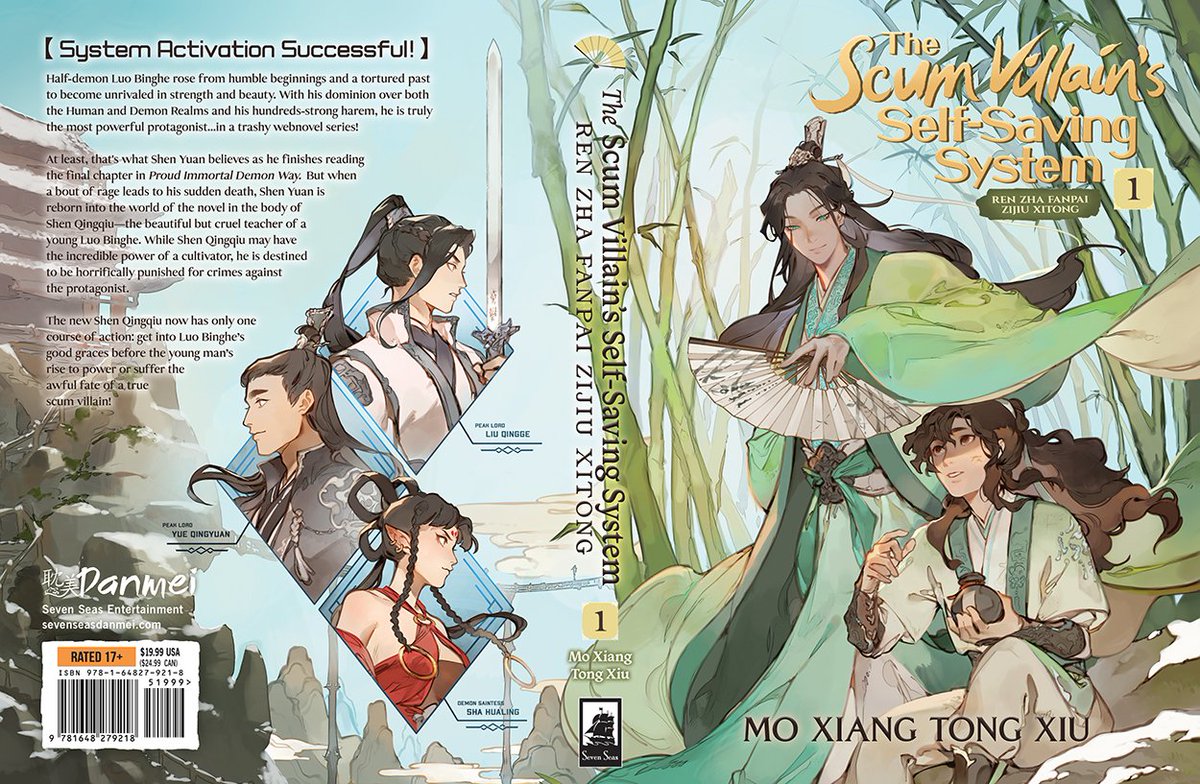 【 System Activation Successful! 】
Half-demon Luo Binghe rose from humble beginnings and a tortured past
to become unrivaled in strength and beauty. With his dominion over both
the Human and Demon Realms and his hundreds-strong harem, he is truly
the most powerful protagonist...in a trashy webnovel series!
At least, that's what Shen Yuan believes as he finishes reading
the final chapter in Proud Immortal Demon Way. But when
a bout of rage leads to his sudden death, Shen Yuan is
reborn into the world of the novel in the body of
Shen Qingqiu—the beautiful but cruel teacher of a
young Luo Binghe. While Shen Qingqiu may have
the incredible power of a cultivator, he is destined
to be horrifically punished for crimes against
the protagonist.
The new Shen Qingqiu now has only one
course of action: get into Luo Binghe's
good graces before the young man's
rise to power or suffer the
awful fate of a true
scum villain!
PEAK LORD
LIU QINGGE
PEAK LORD
YUE QINGYUAN
DEMON SAINTESS
SHA HUALING
耽美 Danmei
Seven Seas Entertainment
sevenseasdanmei.com
RATED 17+
$19.99 USA
($24.99 CAN)
ISBN 978-1-64827-921-8
51999>
9 781648 279218
The Scum Villain's Self-Saving System
REN ZHA FANPAI ZIJIU XITONG
1
Mo Xiang
Tong Xiu
Seven Seas
The
Scum Villain's
Self-Saving
System
REN ZHA FANPAI
ZIJIU XITONG
1
MO XIANG TONG XIU